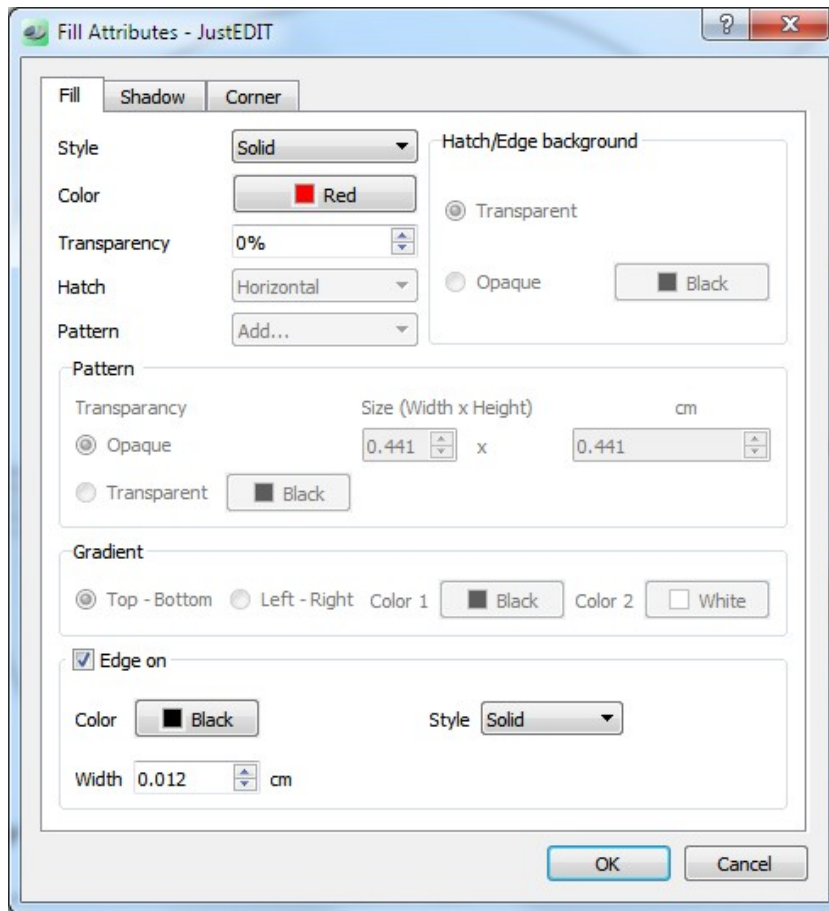 Fill Attributes - JustEDIT
?
Fill Shadow Corner
Style Solid
Color Red
Transparency 0%
Hatch Horizontal
Pattern Add...
Hatch/Edge background
Transparent
Opaque Black
Pattern
Transparancy Size (Width x Height) cm
Opaque 0.441 x 0.441
Transparent Black
Gradient
Top - Bottom Left - Right Color 1 Black Color 2 White
Edge on
Color Black Style Solid
Width 0.012 cm
OK Cancel